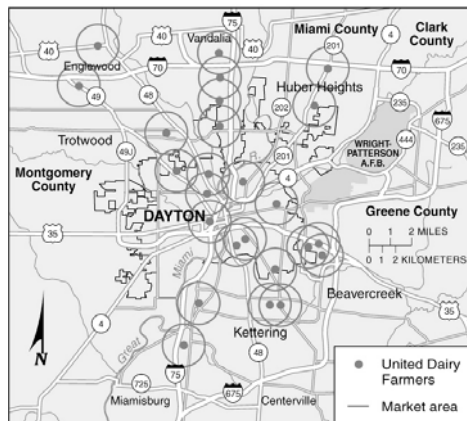 75
4
40
Vandalia
40
Miami County
Clark
County
201
40
Englewood
70
70
Huber Heights
49
48
202
235
675
Trotwood
201
444
235
49
WRIGHT-
PATTERSON
A.F.B.
4
Montgomery
County
DAYTON
Greene County
35
0 1 2 MILES
0 1 2 KILOMETERS
Miami
Beavercreek
35
4
Great
Kettering
N
48
United Dairy
Farmers
725
75
675
Miamisburg
Centerville
Market area